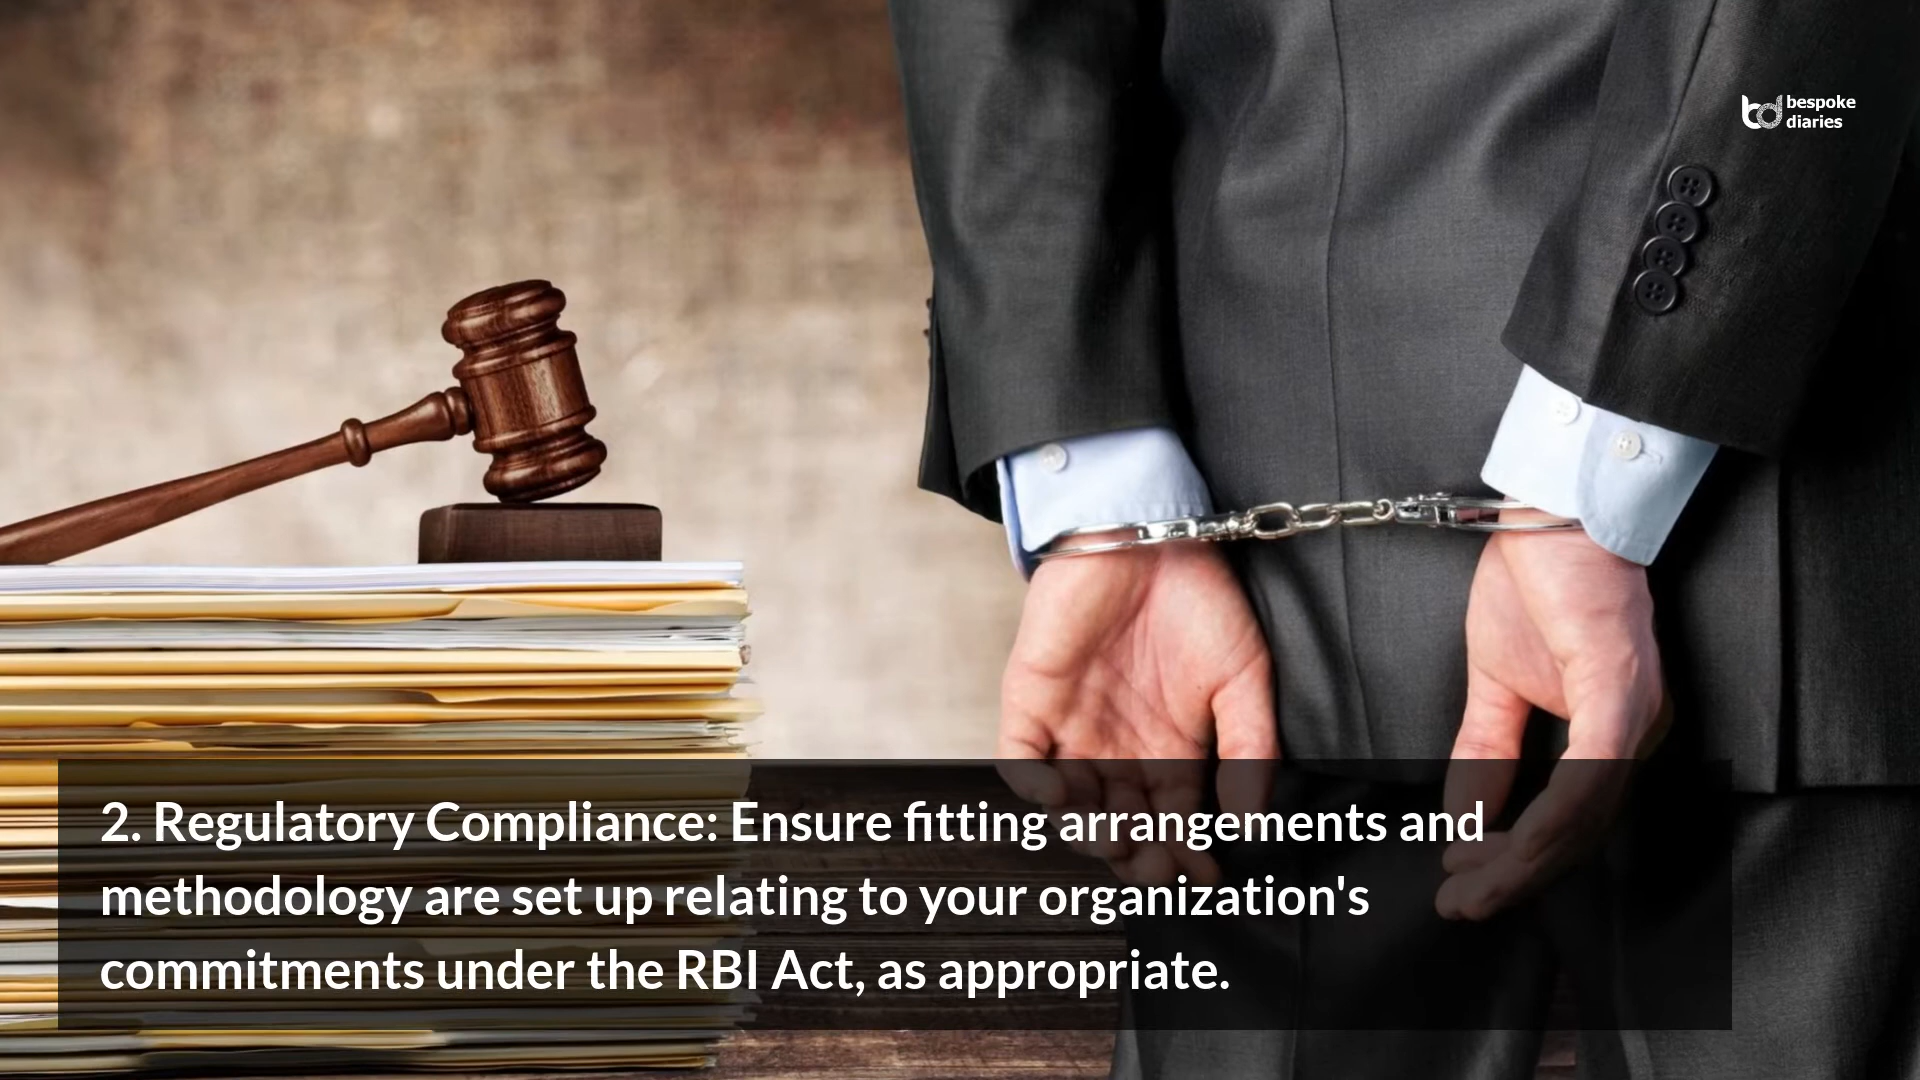 bespoke
diaries
2. Regulatory Compliance: Ensure fitting arrangements and
methodology are set up relating to your organization's
commitments under the RBI Act, as appropriate.